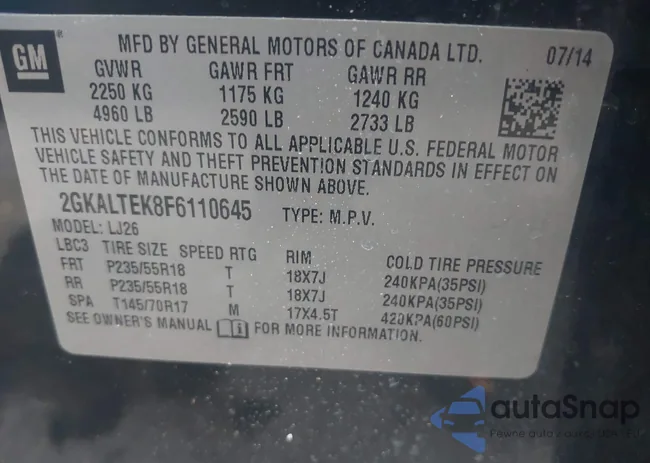 GM
MFD BY GENERAL MOTORS OF CANADA LTD. 07/14
GVWR GAWR FRT GAWR RR
2250 KG 1175 KG 1240 KG
4960 LB 2590 LB 2733 LB
THIS VEHICLE CONFORMS TO ALL APPLICABLE U.S. FEDERAL MOTOR
VEHICLE SAFETY AND THEFT PREVENTION STANDARDS IN EFFECT ON
THE DATE OF MANUFACTURE SHOWN ABOVE.
2GKALTEK8F6110645 TYPE: M.P.V.
MODEL: LJ26
LBC3 TIRE SIZE SPEED RTG RIM COLD TIRE PRESSURE
FRT P235/55R18 T 18X7J 240KPA(35PSI)
RR P235/55R18 T 18X7J 240KPA(35PSI)
SPA T145/70R17 M 17X4.5T 420KPA(60PSI)
SEE OWNER'S MANUAL i FOR MORE INFORMATION.
autoSnap